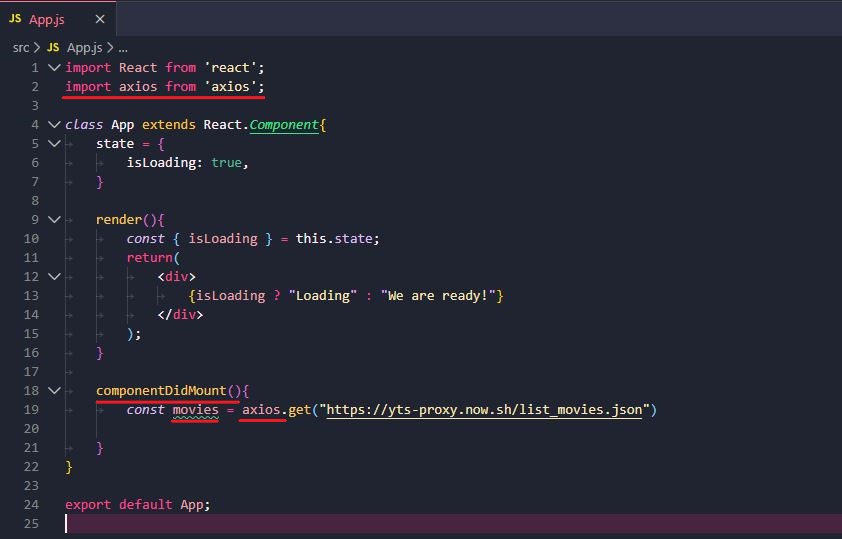 JS App.js ×
src > JS App.js > ...
1 import React from 'react';
2 import axios from 'axios';
3
4 class App extends React.Component{
5 state = {
6 isLoading: true,
7 }
8
9 render(){
10 const { isLoading } = this.state;
11 return(
12 <div>
13 {isLoading ? "Loading" : "We are ready!"}
14 </div>
15 );
16 }
17
18 componentDidMount(){
19 const movies = axios.get("https://yts-proxy.now.sh/list_movies.json")
20
21 }
22 }
23
24 export default App;
25